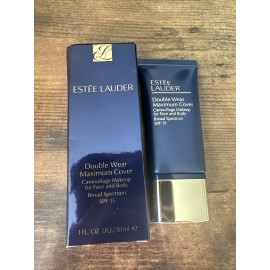 ESTĒE LAUDER
Double Wear
Maximum Cover
Camouflage Makeup
for Face and Body
Broad Spectrum
SPF 15
1 FL. OZ. LIQ./30ml ℮
ESTĒE
LAUDER
Double Wear
Maximum Cover
Camouflage Makeup
for Face and Body
Broad Spectrum
SPF 15